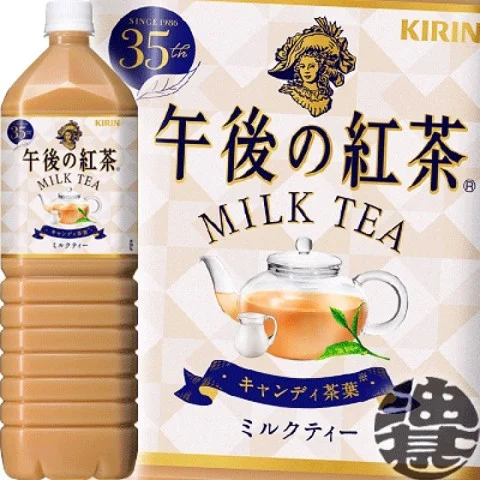 SINCE 1986
35th
KIRIN
午後の紅茶®
MILK TEA
キャンディ茶葉※
ミルクティー
35th
KIRIN
午後の紅茶®
MILK TEA
キャンディ茶葉
ミルクティー
油甚